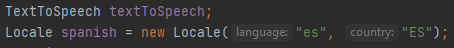 TextToSpeech textToSpeech;
Locale spanish = new Locale( language: "es", country: "ES");